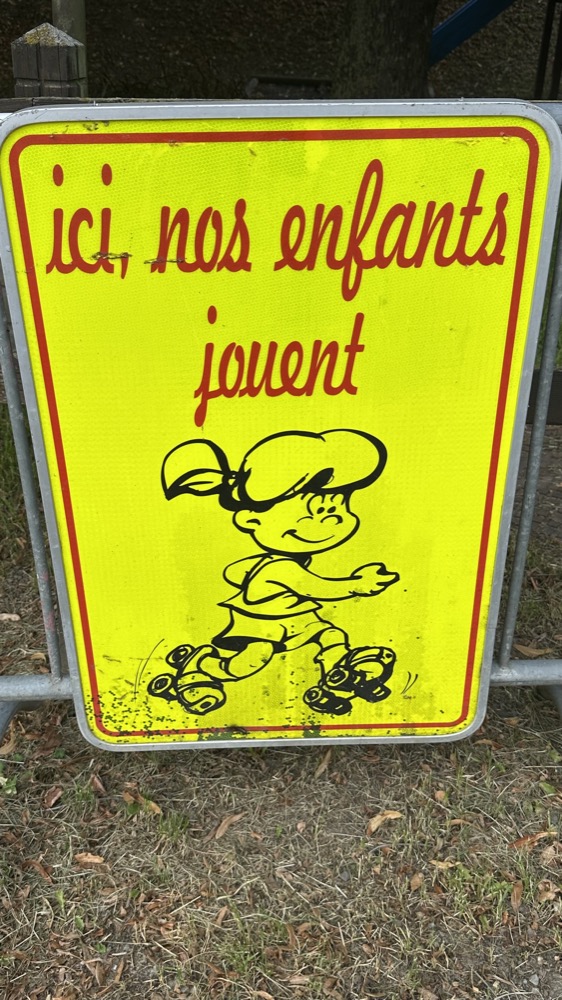 ici, nos enfants
jouent